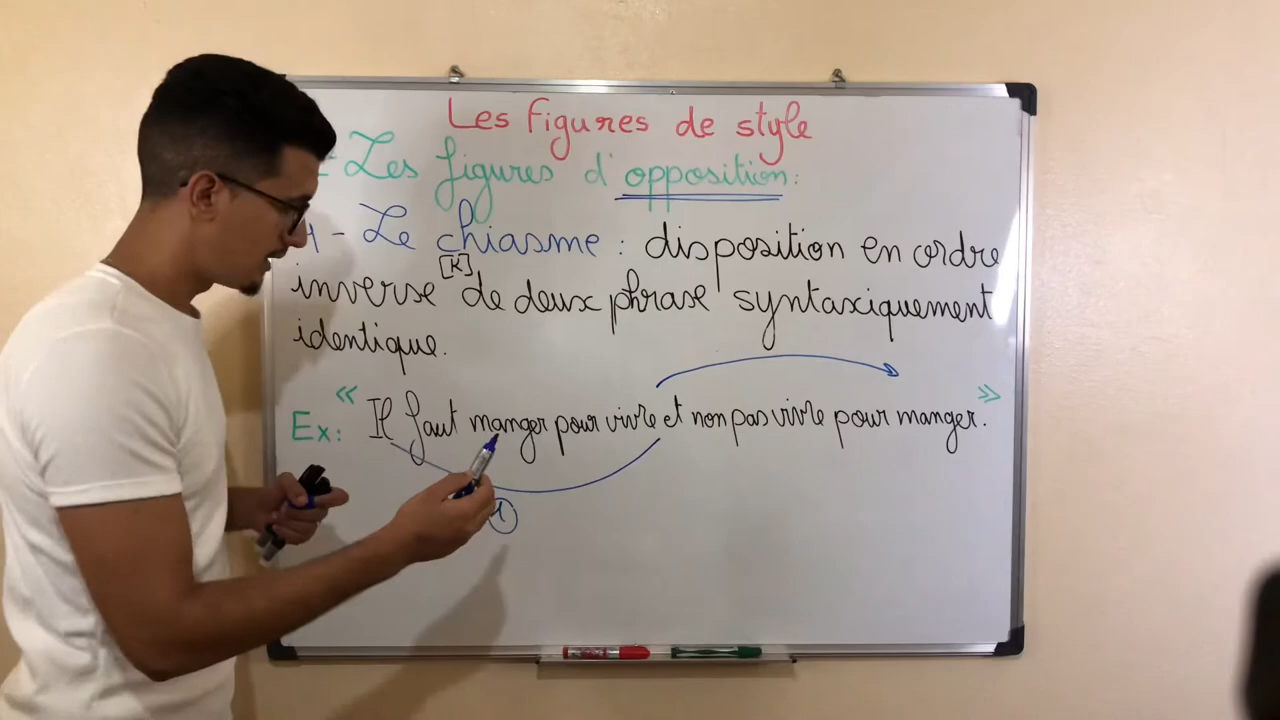 Les figures de style
- Les figures d'opposition:
1 - Le chiasme : disposition en ordre
[K]
inverse de deux phrase syntaxiquement
identique.
Ex: « Il faut manger pour vivre et non pas vivre pour manger. »
1